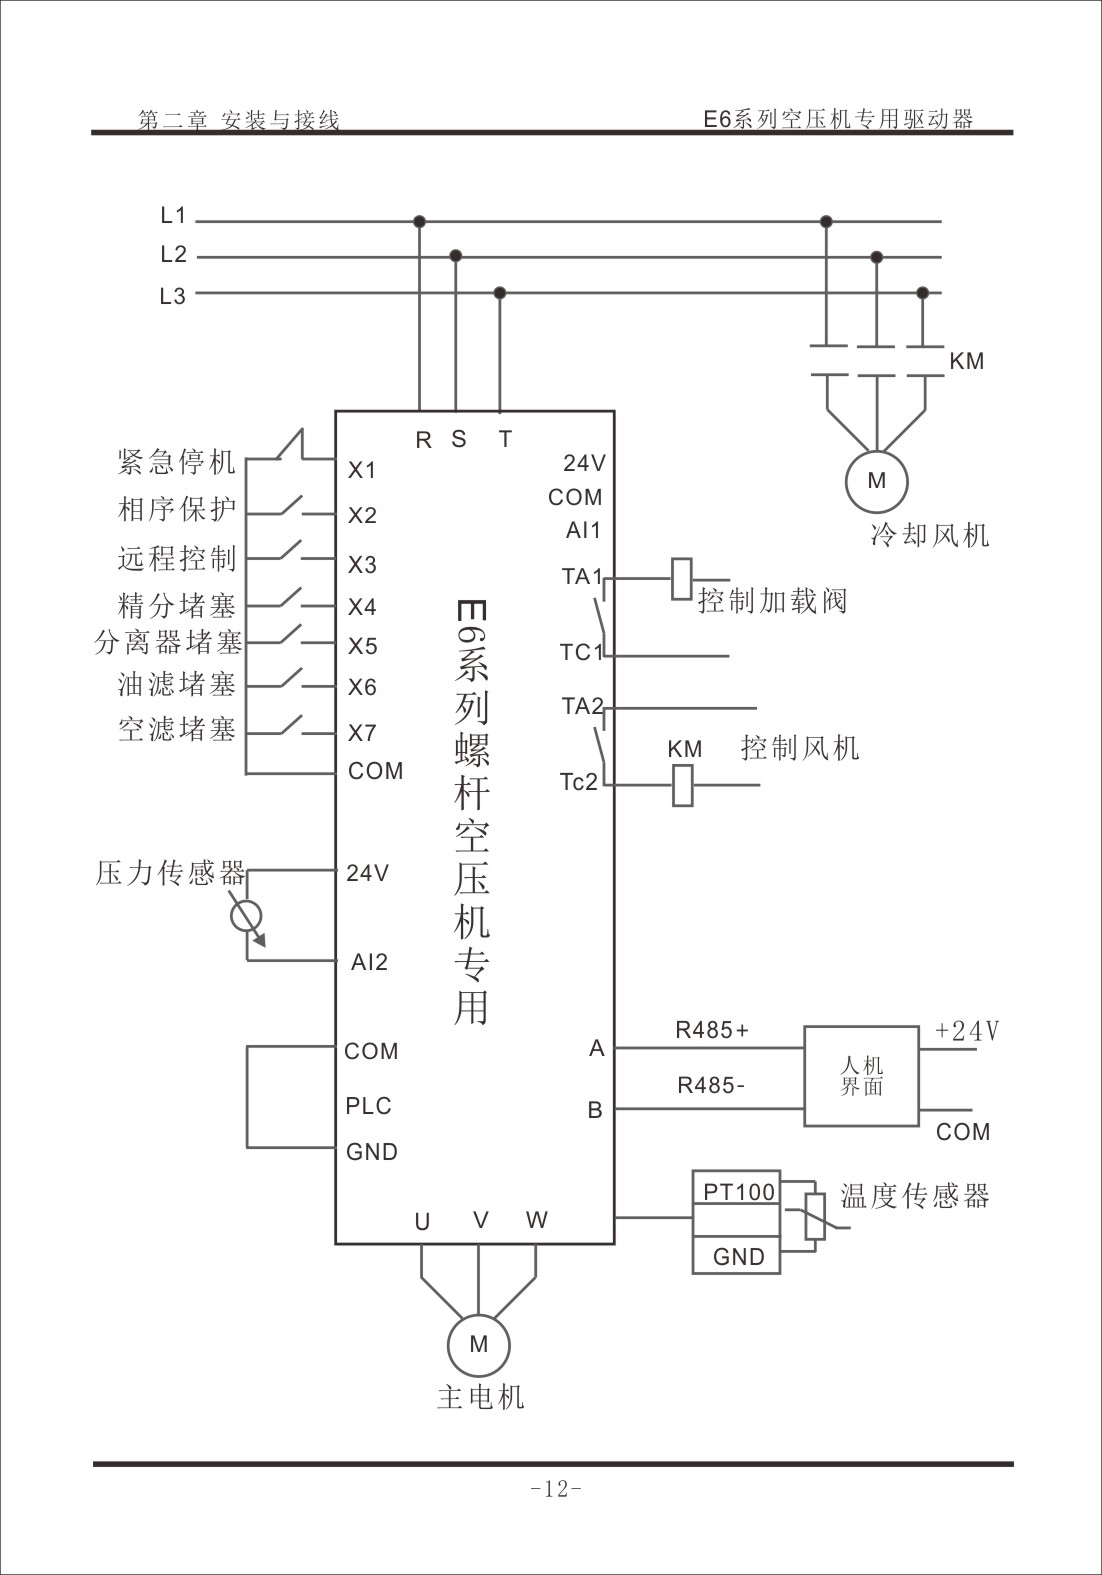 第二章 安装与接线
E6系列空压机专用驱动器
L1
L2
L3
KM
M
冷却风机
R S T
紧急停机 X1
相序保护 X2
远程控制 X3
精分堵塞 X4
分离器堵塞 X5
油滤堵塞 X6
空滤堵塞 X7
COM
压力传感器 24V
AI2
COM
PLC
GND
E6系列螺杆空压机专用
24V
COM
AI1
TA1
控制加载阀
TC1
TA2
KM 控制风机
Tc2
A R485+
B R485-
人机
界面
+24V
COM
PT100
GND
温度传感器
U V W
M
主电机
-12-